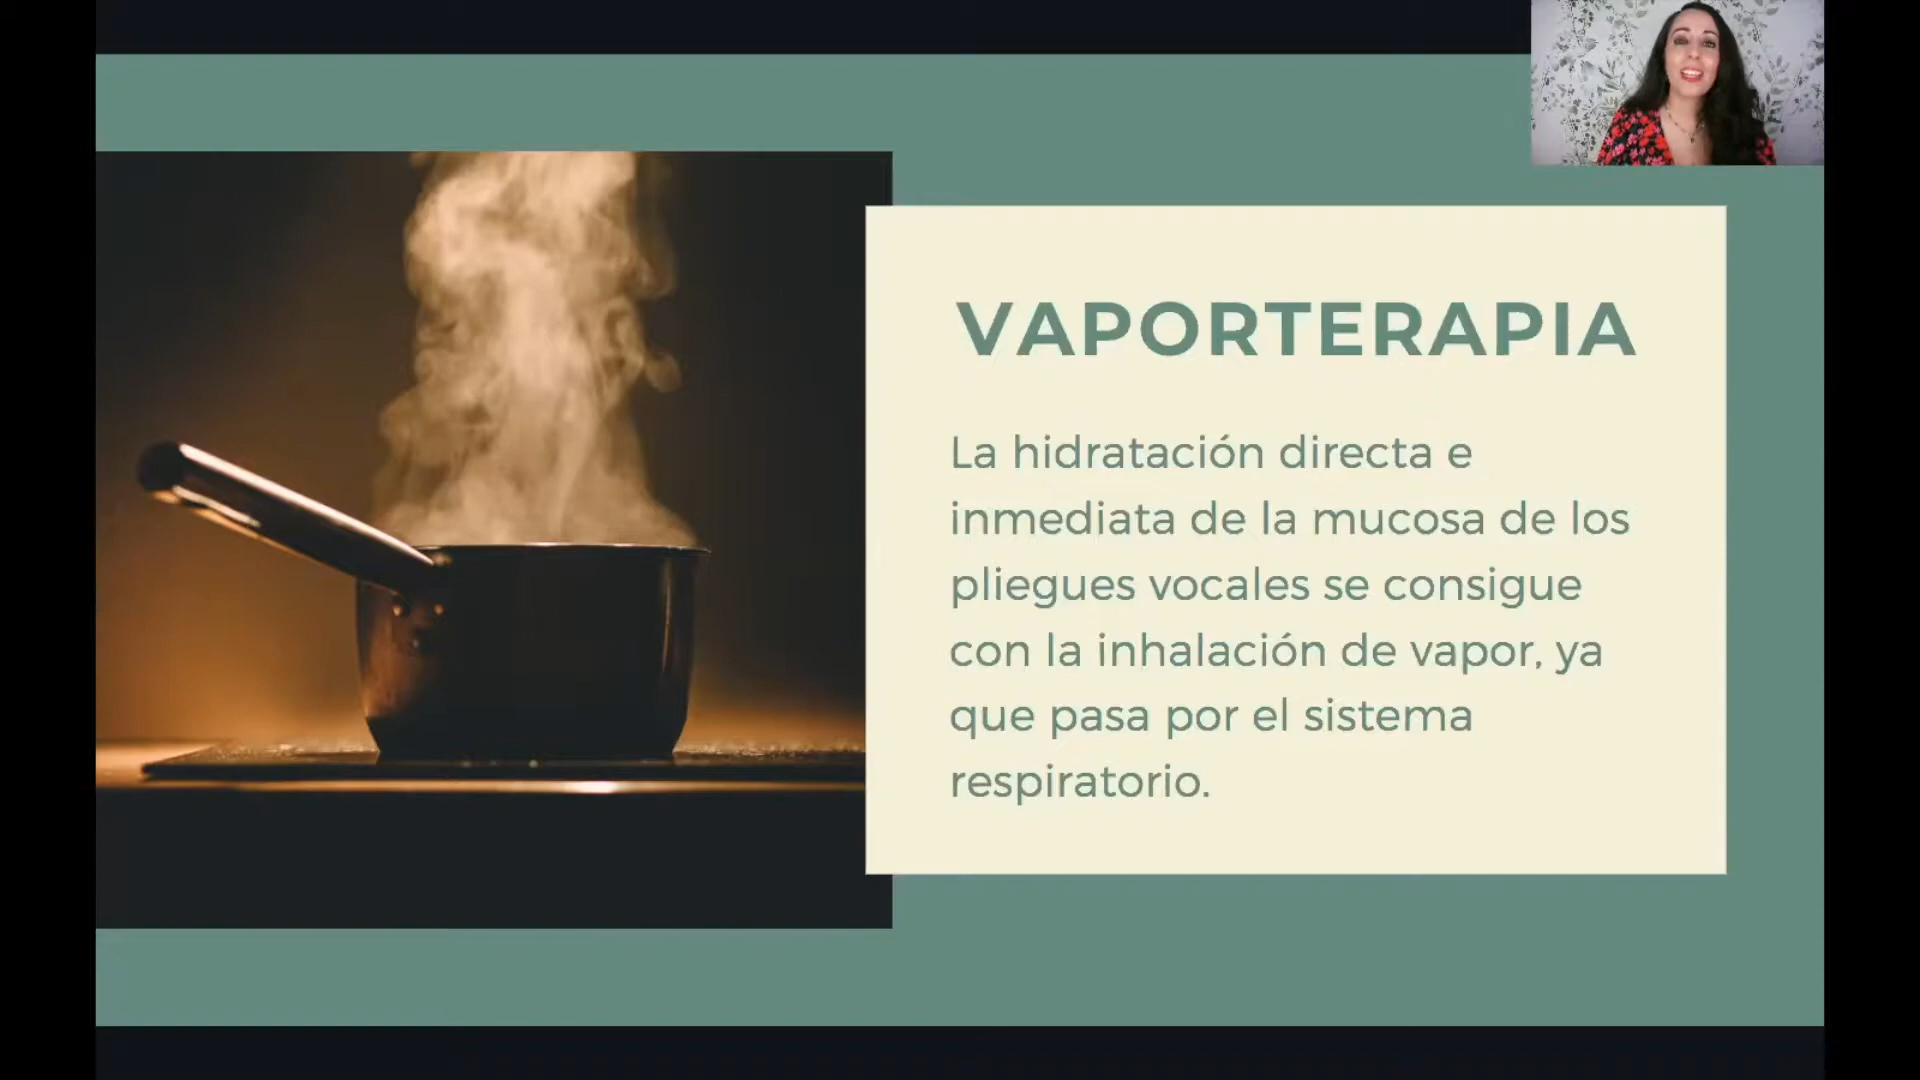 VAPORTERAPIA
La hidratación directa e
inmediata de la mucosa de los
pliegues vocales se consigue
con la inhalación de vapor, ya
que pasa por el sistema
respiratorio.